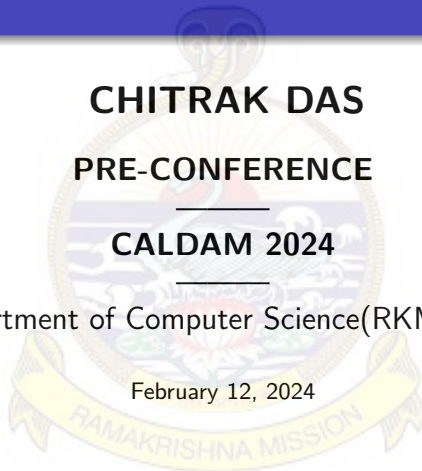 CHITRAK DAS
PRE-CONFERENCE
CALDAM 2024
rtment of Computer Science(RKM
February 12, 2024
RAMAKRISHNA MISSION